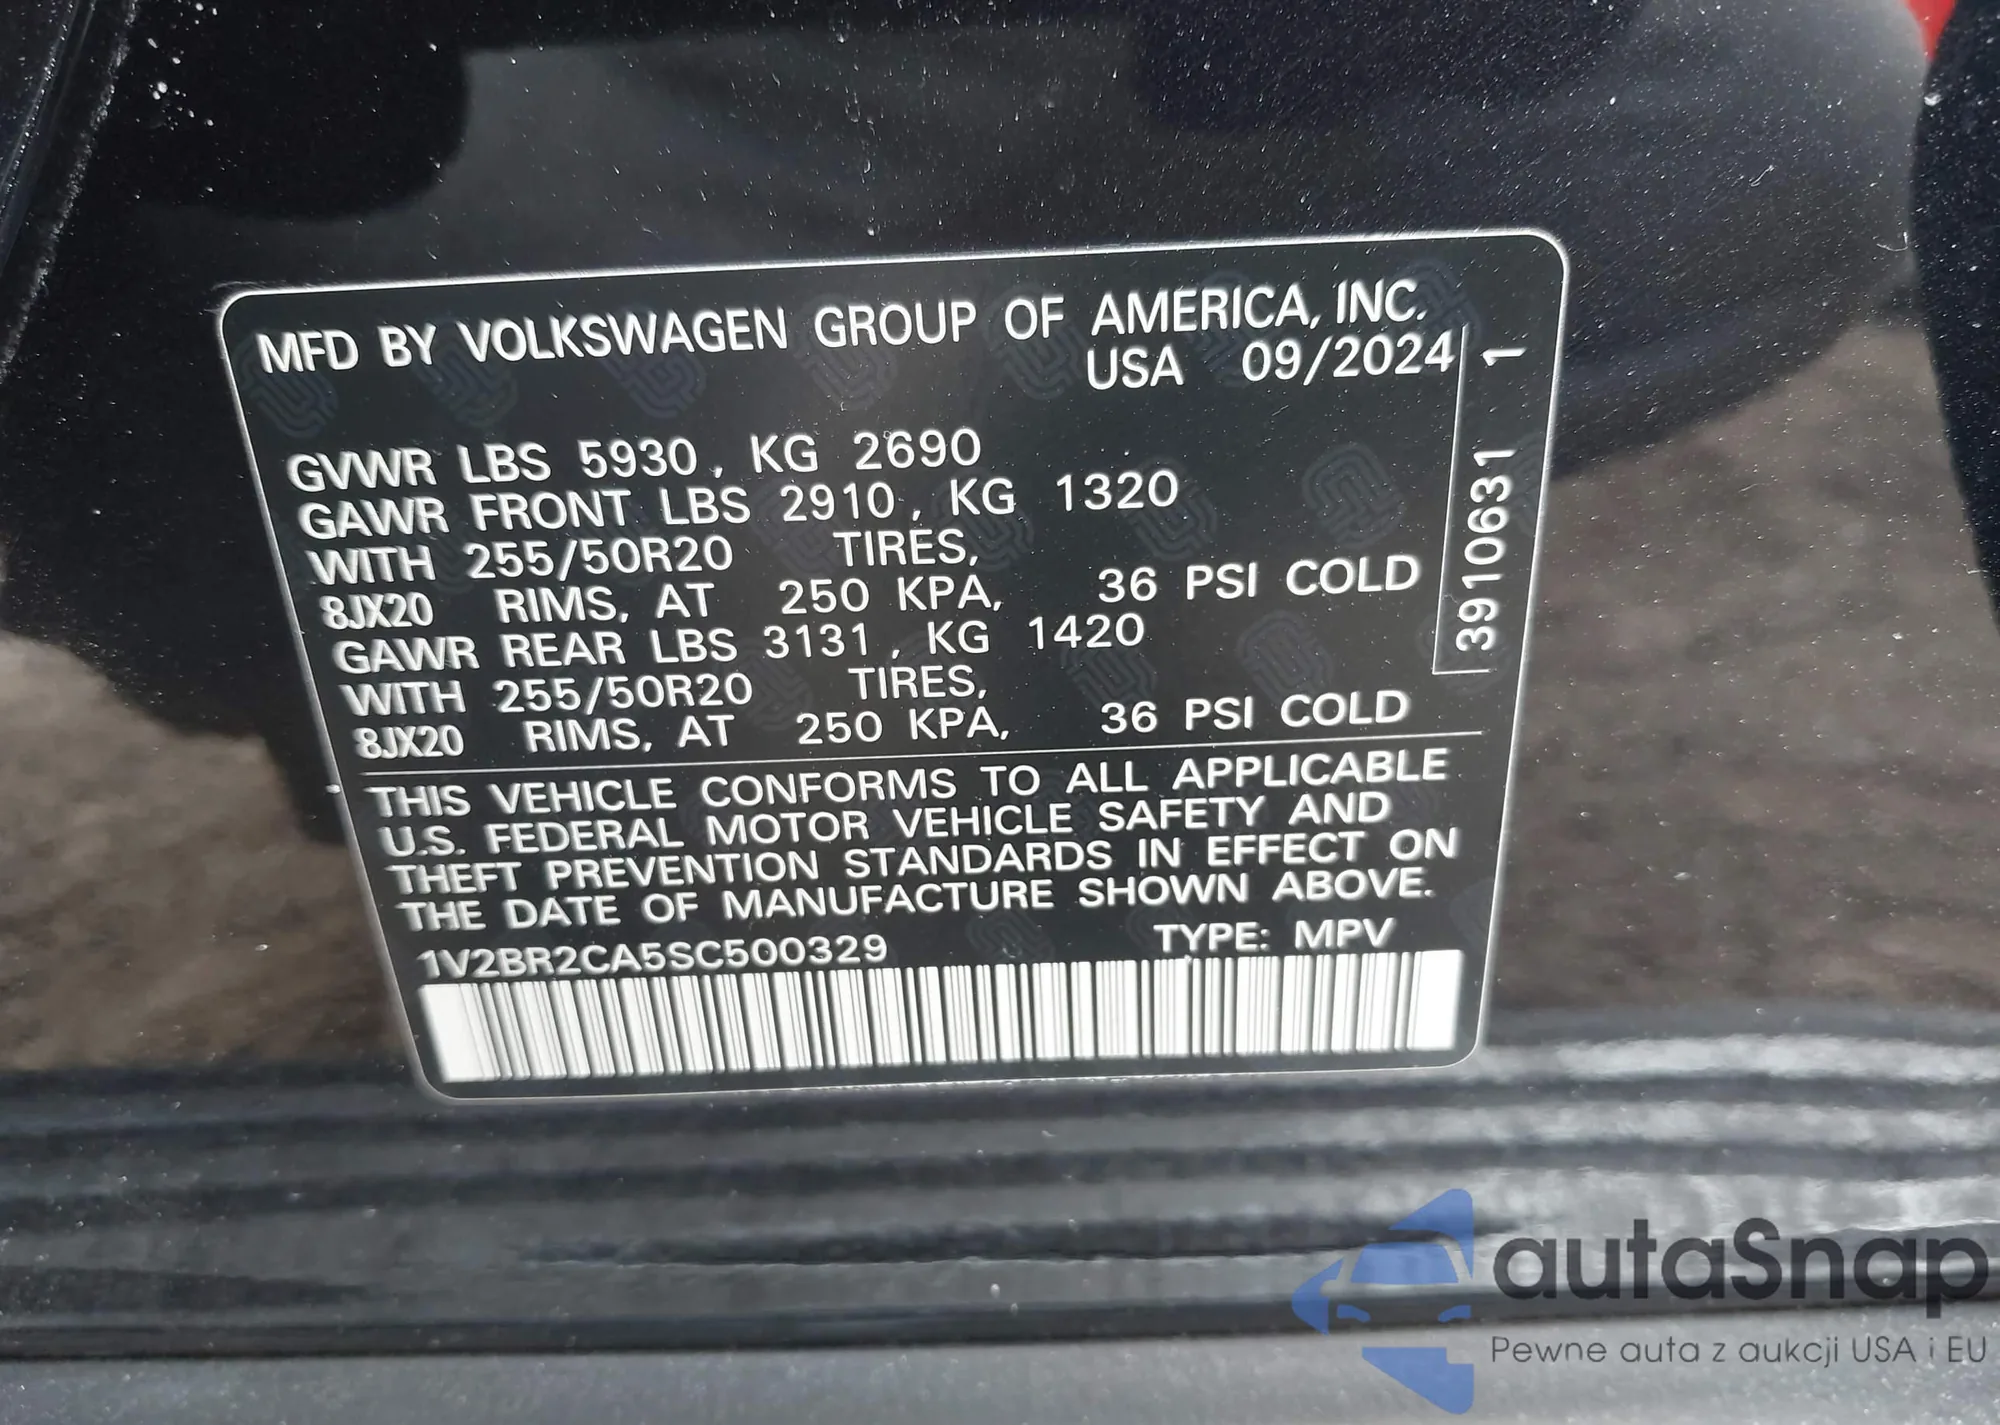 MFD BY VOLKSWAGEN GROUP OF AMERICA, INC.
USA 09/2024
GVWR LBS 5930, KG 2690
GAWR FRONT LBS 2910, KG 1320
WITH 255/50R20 TIRES,
8JX20 RIMS, AT 250 KPA, 36 PSI COLD
GAWR REAR LBS 3131, KG 1420
WITH 255/50R20 TIRES,
8JX20 RIMS, AT 250 KPA, 36 PSI COLD
3910631 1
THIS VEHICLE CONFORMS TO ALL APPLICABLE
U.S. FEDERAL MOTOR VEHICLE SAFETY AND
THEFT PREVENTION STANDARDS IN EFFECT ON
THE DATE OF MANUFACTURE SHOWN ABOVE.
1V2BR2CA5SC500329 TYPE: MPV
autaSnap
Pewne auta z aukcji USA i EU